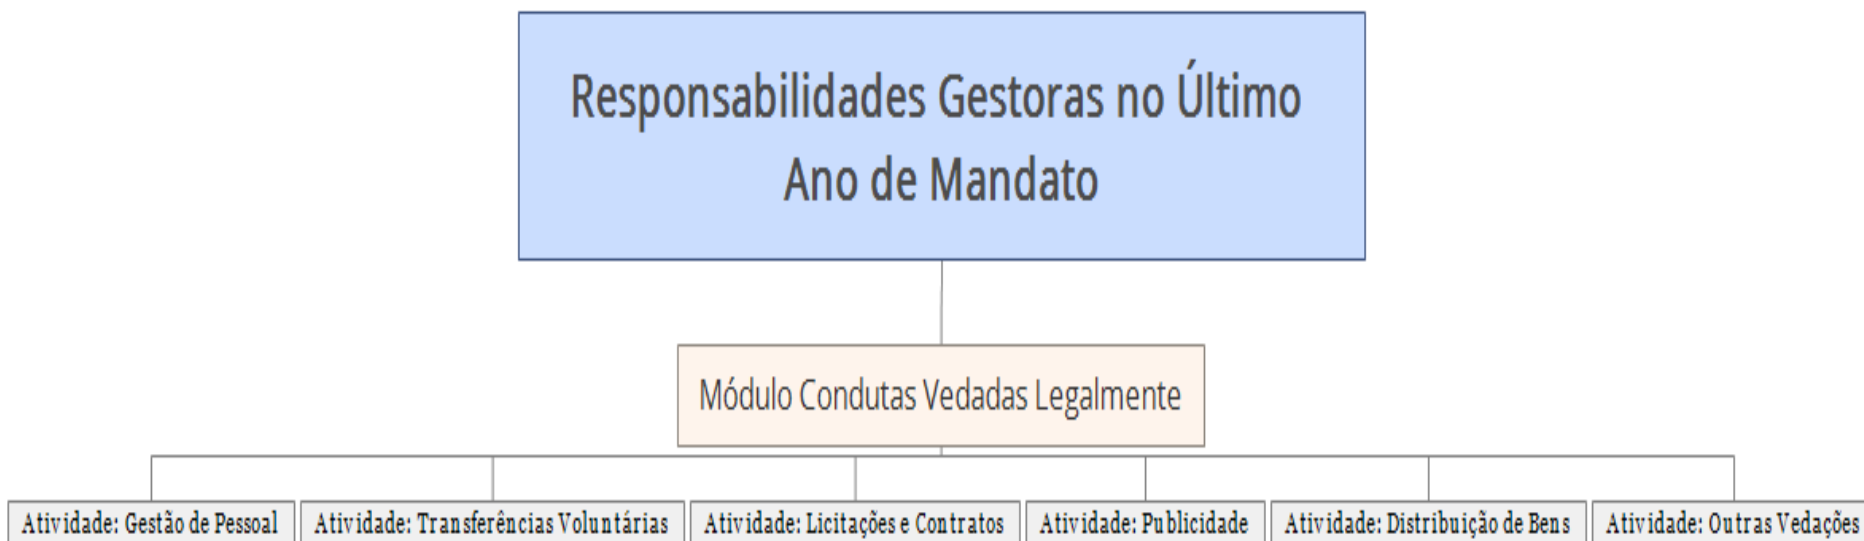 Responsabilidades Gestoras no Último
Ano de Mandato
Módulo Condutas Vedadas Legalmente
Atividade: Gestão de Pessoal
Atividade: Transferências Voluntárias
Atividade: Licitações e Contratos
Atividade: Publicidade
Atividade: Distribuição de Bens
Atividade: Outras Vedações